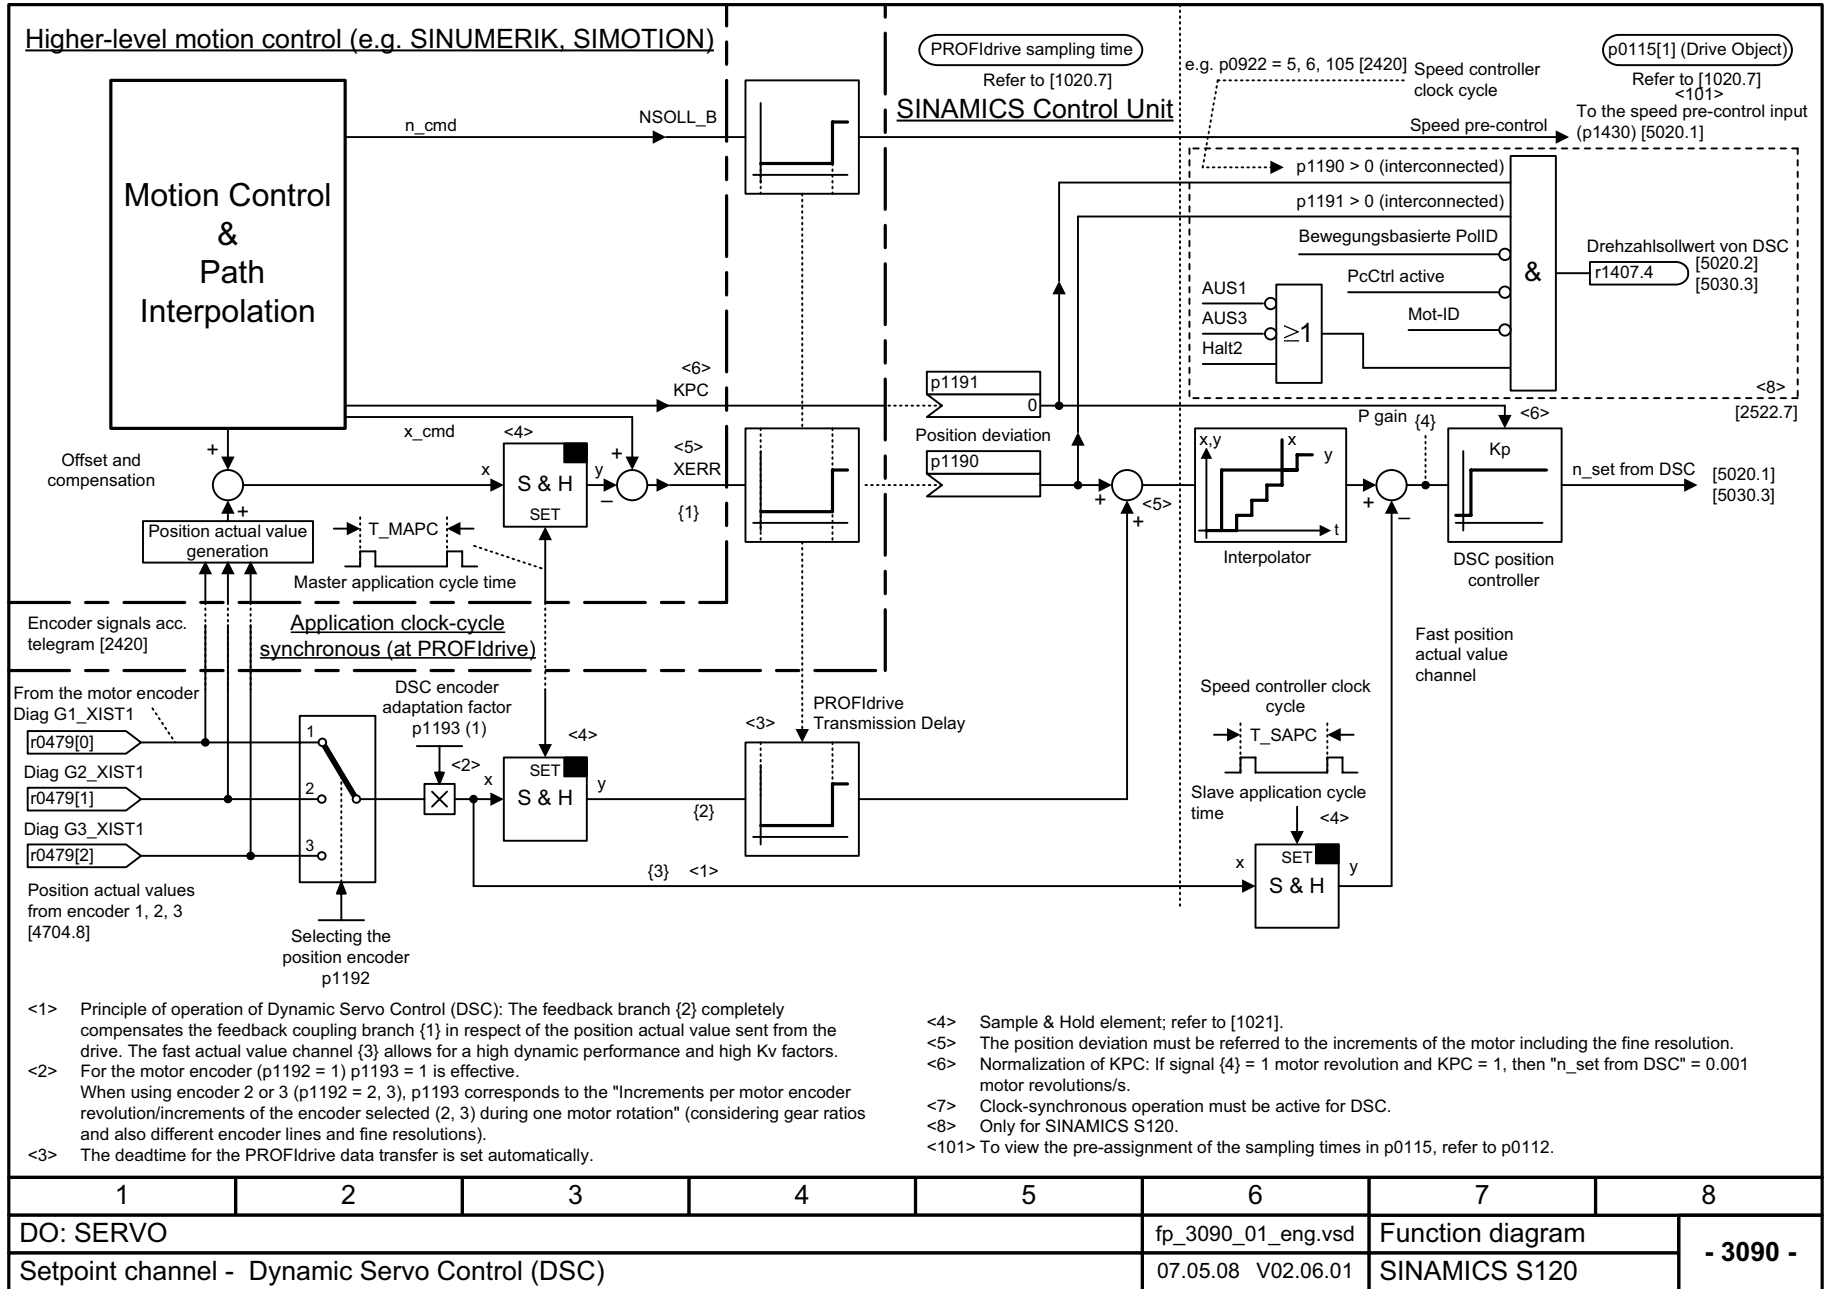 Higher-level motion control (e.g. SINUMERIK, SIMOTION)
PROFIdrive sampling time
Refer to [1020.7]
SINAMICS Control Unit
e.g. p0922 = 5, 6, 105 [2420]
Speed controller
clock cycle
p0115[1] (Drive Object)
Refer to [1020.7]
<101>
To the speed pre-control input
(p1430) [5020.1]
Speed pre-control
n_cmd
NSOLL_B
Motion Control
&
Path
Interpolation
p1190 > 0 (interconnected)
p1191 > 0 (interconnected)
Bewegungsbasierte PolID
PcCtrl active
Mot-ID
AUS1
AUS3
Halt2
≥1
&
Drehzahlsollwert von DSC
r1407.4
[5020.2]
[5030.3]
<8>
[2522.7]
<6>
KPC
p1191
0
x_cmd
<4>
Offset and
compensation
+
+
x
S & H
SET
y
+
–
<5>
XERR
{1}
Position deviation
p1190
+
+
<5>
x,y
x
y
t
Interpolator
+
–
P gain
{4}
<6>
Kp
DSC position
controller
n_set from DSC
[5020.1]
[5030.3]
Position actual value
generation
T_MAPC
Master application cycle time
Encoder signals acc.
telegram [2420]
Application clock-cycle
synchronous (at PROFIdrive)
Fast position
actual value
channel
From the motor encoder
Diag G1_XIST1
r0479[0]
Diag G2_XIST1
r0479[1]
Diag G3_XIST1
r0479[2]
Position actual values
from encoder 1, 2, 3
[4704.8]
1
2
3
Selecting the
position encoder
p1192
DSC encoder
adaptation factor
p1193 (1)
<2>
X
x
<4>
SET
S & H
y
{2}
<3>
PROFIdrive
Transmission Delay
{3} <1>
Speed controller clock
cycle
T_SAPC
Slave application cycle
time
<4>
x
SET
S & H
y
<1> Principle of operation of Dynamic Servo Control (DSC): The feedback branch {2} completely
compensates the feedback coupling branch {1} in respect of the position actual value sent from the
drive. The fast actual value channel {3} allows for a high dynamic performance and high Kv factors.
<2> For the motor encoder (p1192 = 1) p1193 = 1 is effective.
When using encoder 2 or 3 (p1192 = 2, 3), p1193 corresponds to the "Increments per motor encoder
revolution/increments of the encoder selected (2, 3) during one motor rotation" (considering gear ratios
and also different encoder lines and fine resolutions).
<3> The deadtime for the PROFIdrive data transfer is set automatically.
<4> Sample & Hold element; refer to [1021].
<5> The position deviation must be referred to the increments of the motor including the fine resolution.
<6> Normalization of KPC: If signal {4} = 1 motor revolution and KPC = 1, then "n_set from DSC" = 0.001
motor revolutions/s.
<7> Clock-synchronous operation must be active for DSC.
<8> Only for SINAMICS S120.
<101> To view the pre-assignment of the sampling times in p0115, refer to p0112.
1 2 3 4 5 6 7 8
DO: SERVO
fp_3090_01_eng.vsd
Function diagram
- 3090 -
Setpoint channel - Dynamic Servo Control (DSC)
07.05.08 V02.06.01
SINAMICS S120